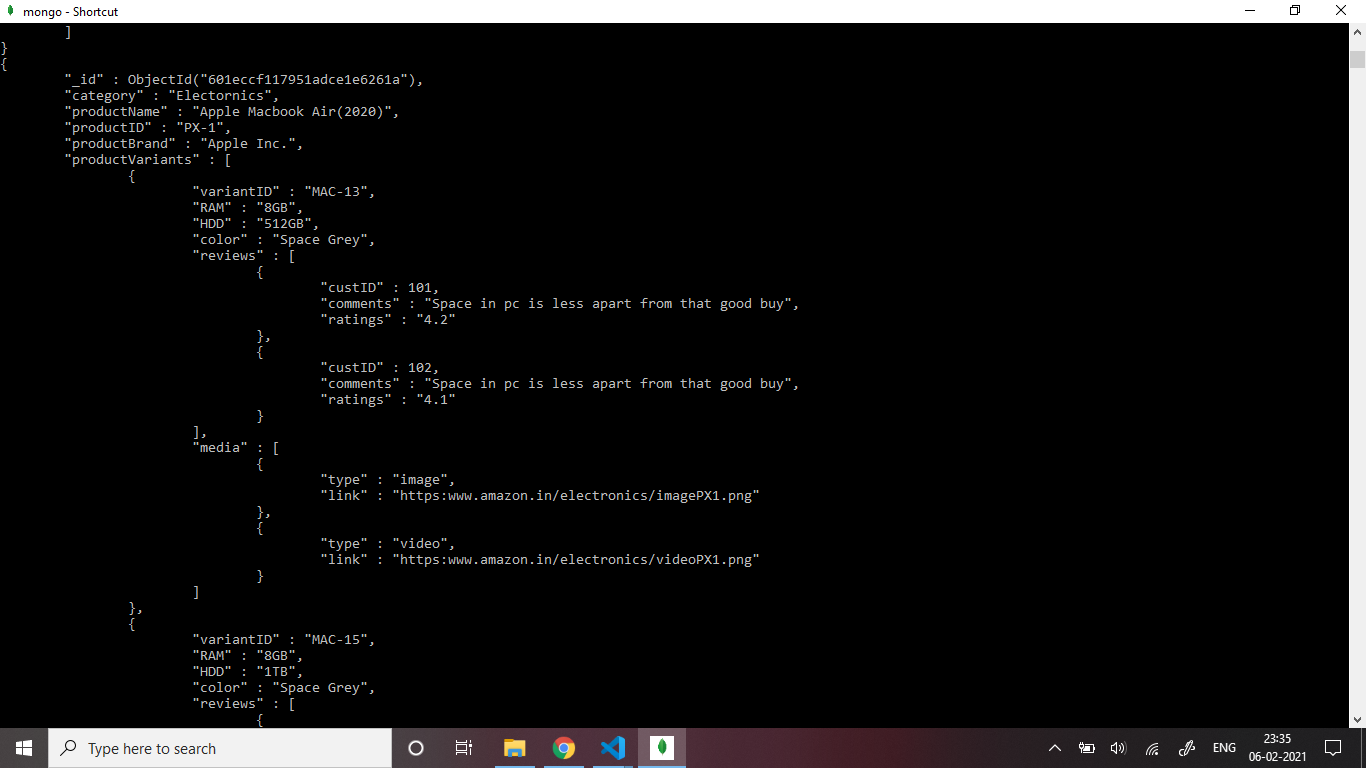 mongo - Shortcut
]
}
{
"_id" : ObjectId("601eccf117951adce1e6261a"),
"category" : "Electornics",
"productName" : "Apple Macbook Air(2020)",
"productID" : "PX-1",
"productBrand" : "Apple Inc.",
"productVariants" : [
{
"variantID" : "MAC-13",
"RAM" : "8GB",
"HDD" : "512GB",
"color" : "Space Grey",
"reviews" : [
{
"custID" : 101,
"comments" : "Space in pc is less apart from that good buy",
"ratings" : "4.2"
},
{
"custID" : 102,
"comments" : "Space in pc is less apart from that good buy",
"ratings" : "4.1"
}
],
"media" : [
{
"type" : "image",
"link" : "https:www.amazon.in/electronics/imagePX1.png"
},
{
"type" : "video",
"link" : "https:www.amazon.in/electronics/videoPX1.png"
}
]
},
{
"variantID" : "MAC-15",
"RAM" : "8GB",
"HDD" : "1TB",
"color" : "Space Grey",
"reviews" : [
{
Type here to search
ENG
23:35
06-02-2021